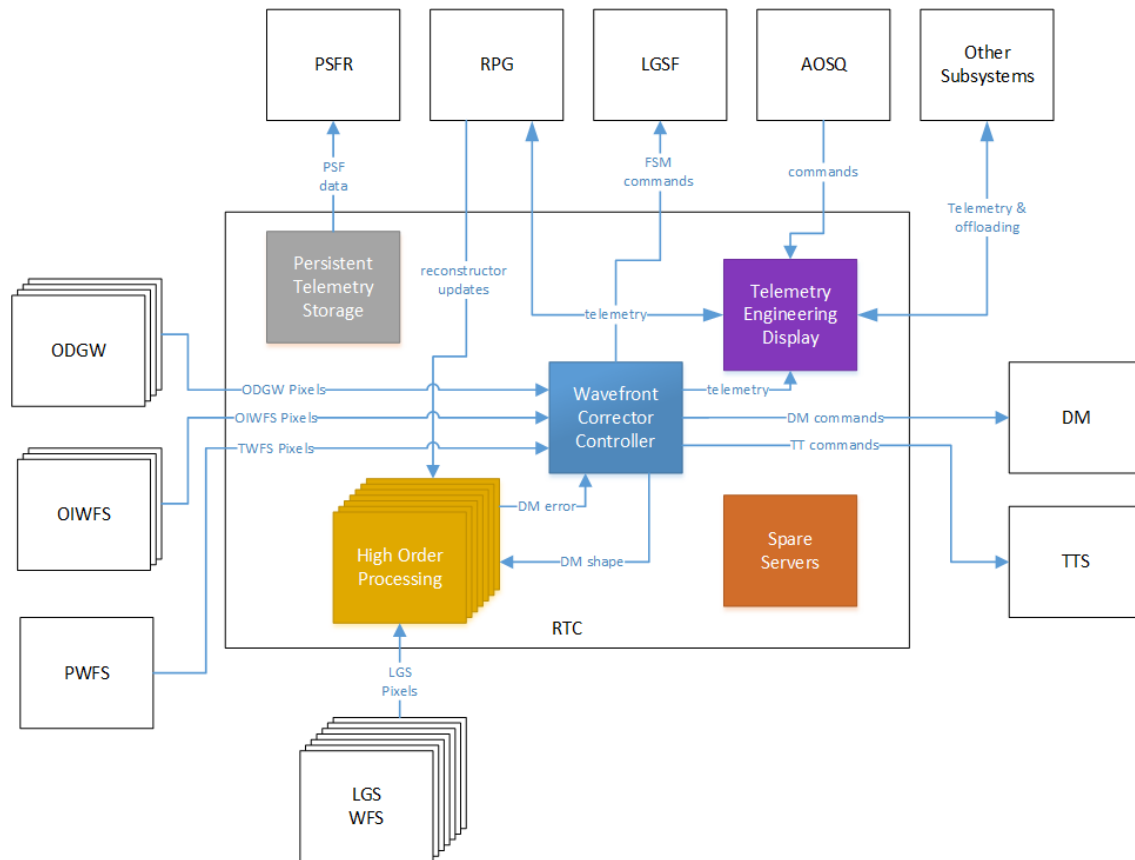 PSFR
RPG
LGSF
AOSQ
Other
Subsystems
PSF
data
FSM
commands
commands
Telemetry &
offloading
Persistent
Telemetry
Storage
reconstructor
updates
telemetry
Telemetry
Engineering
Display
ODGW
ODGW Pixels
Wavefront
Corrector
Controller
telemetry
OIWFS Pixels
DM commands
DM
TWFS Pixels
TT commands
OIWFS
DM error
High Order
Processing
DM shape
Spare
Servers
TTS
RTC
PWFS
LGS
Pixels
LGS
WFS